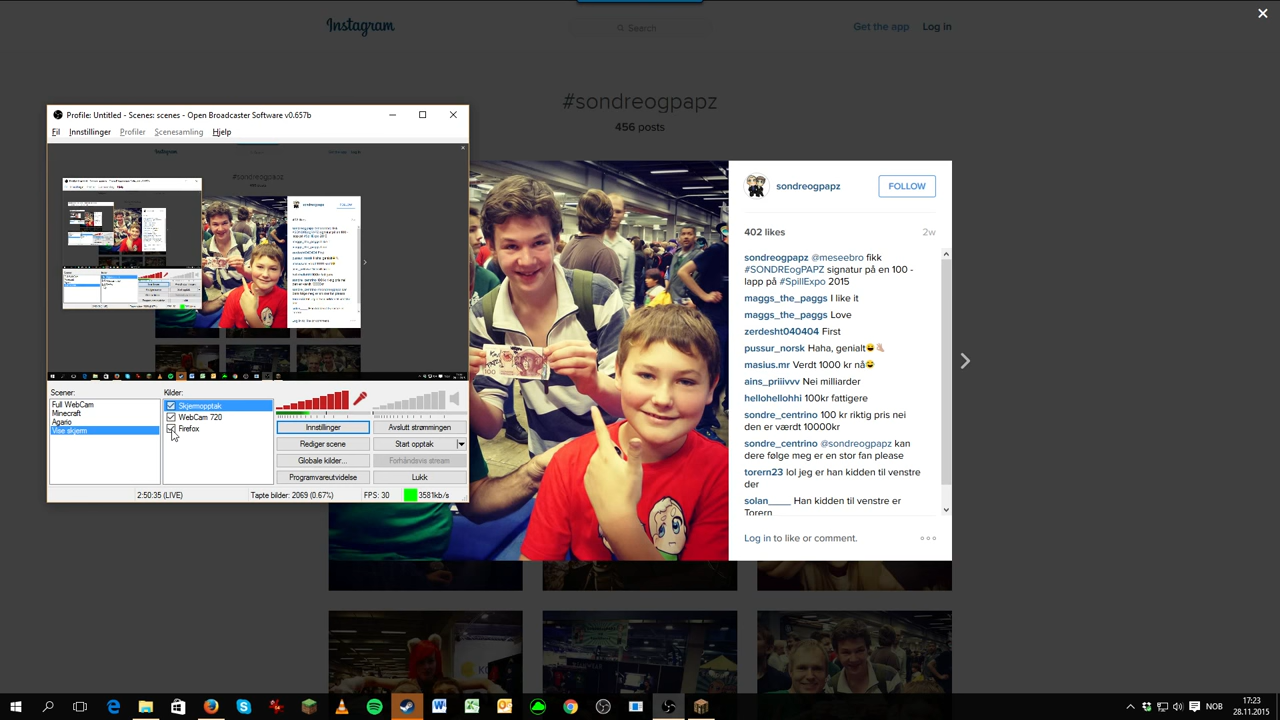 Instagram
Search
Get the app
Log in
#sondreogpapz
456 posts
Profile: Untitled - Scenes: scenes - Open Broadcaster Software v0.657b
Fil Innstillinger Profiler Scenesamling Hjelp
#sondreogpapz
sondreogpapz
Scener:
Full WebCam
Minecraft
Agario
Vise skjerm
Kilder:
Skjermopptak
WebCam 720
Firefox
Innstillinger
Avslutt strømmingen
Rediger scene
Start opptak
Globale kilder...
Forhåndsvis stream
Programvareutvidelse
Lukk
2:50:35 (LIVE)
Tapte bilder: 2069 (0.67%)
FPS: 30
3581kb/s
100
sondreogpapz
FOLLOW
402 likes
2w
sondreogpapz @meseebro fikk
#SONDREogPAPZ signatur på en 100 -
lapp på #SpillExpo 2015
maggs_the_paggs I like it
maggs_the_paggs Love
zerdesht040404 First
pussur_norsk Haha, genialt😄👌
masius.mr Verdt 1000 kr nå😂
ains_priiivvv Nei milliarder
hellohellohhi 100kr fattigere
sondre_centrino 100 kr riktig pris nei
den er værdt 10000kr
sondre_centrino @sondreogpapz kan
dere følge meg er en stor fan please
torern23 lol jeg er han kidden til venstre
der
solan____ Han kidden til venstre er
Torern
Log in to like or comment.
NOB
17:23
28.11.2015